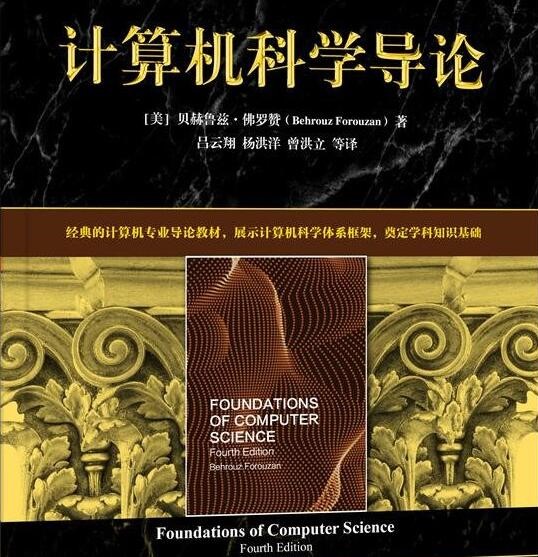 计算机科学导论
[美] 贝赫鲁兹·佛罗赞(Behrouz Forouzan)著
吕云翔 杨洪洋 曾洪立 等译
经典的计算机专业导论教材,展示计算机科学体系框架,奠定学科知识基础
FOUNDATIONS
OF COMPUTER
SCIENCE
Fourth Edition
Behrouz Forouzan
Foundations of Computer Science
Fourth Edition